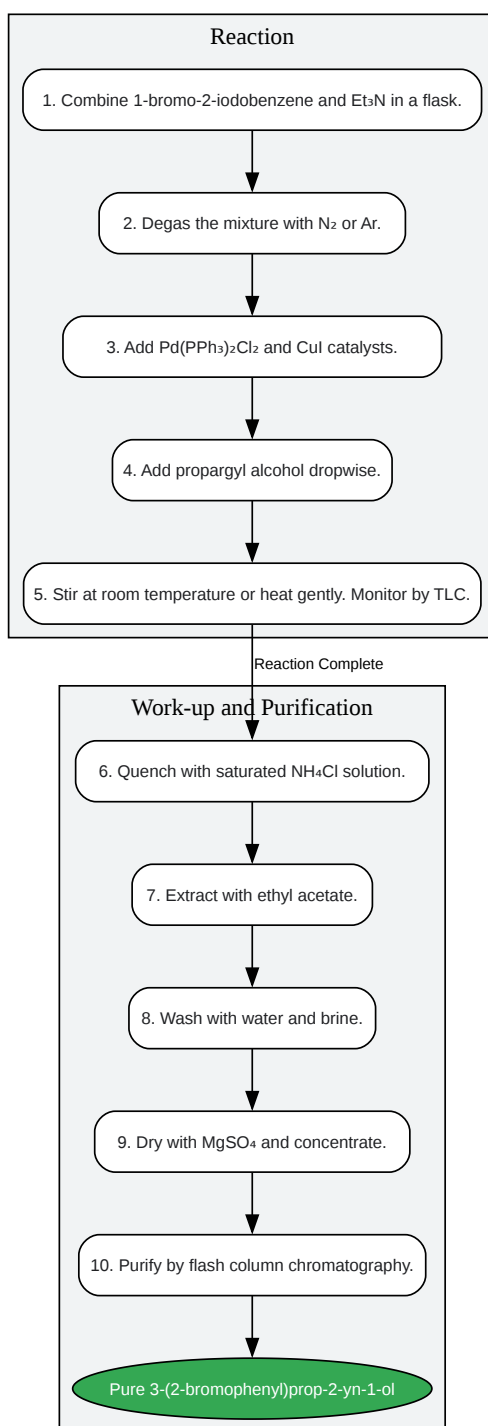 Reaction
1. Combine 1-bromo-2-iodobenzene and Et₃N in a flask.
2. Degas the mixture with N₂ or Ar.
3. Add Pd(PPh₃)₂Cl₂ and CuI catalysts.
4. Add propargyl alcohol dropwise.
5. Stir at room temperature or heat gently. Monitor by TLC.
Reaction Complete
Work-up and Purification
6. Quench with saturated NH₄Cl solution.
7. Extract with ethyl acetate.
8. Wash with water and brine.
9. Dry with MgSO₄ and concentrate.
10. Purify by flash column chromatography.
Pure 3-(2-bromophenyl)prop-2-yn-1-ol